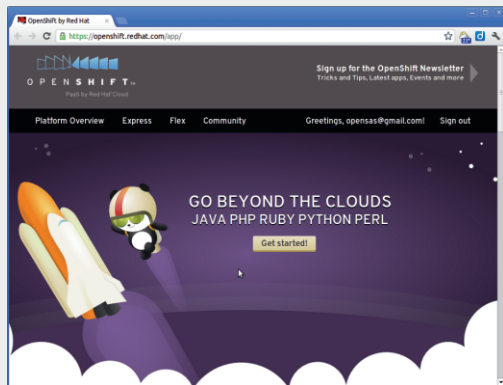 OpenShift by Red Hat
https://openshift.redhat.com/app/
OPENSHIFT
PaaS by Red Hat Cloud
Sign up for the OpenShift Newsletter
Tricks and Tips, Latest apps, Events and more
Platform Overview Express Flex Community Greetings, opensas@gmail.com! Sign out
GO BEYOND THE CLOUDS
JAVA PHP RUBY PYTHON PERL
Get started!